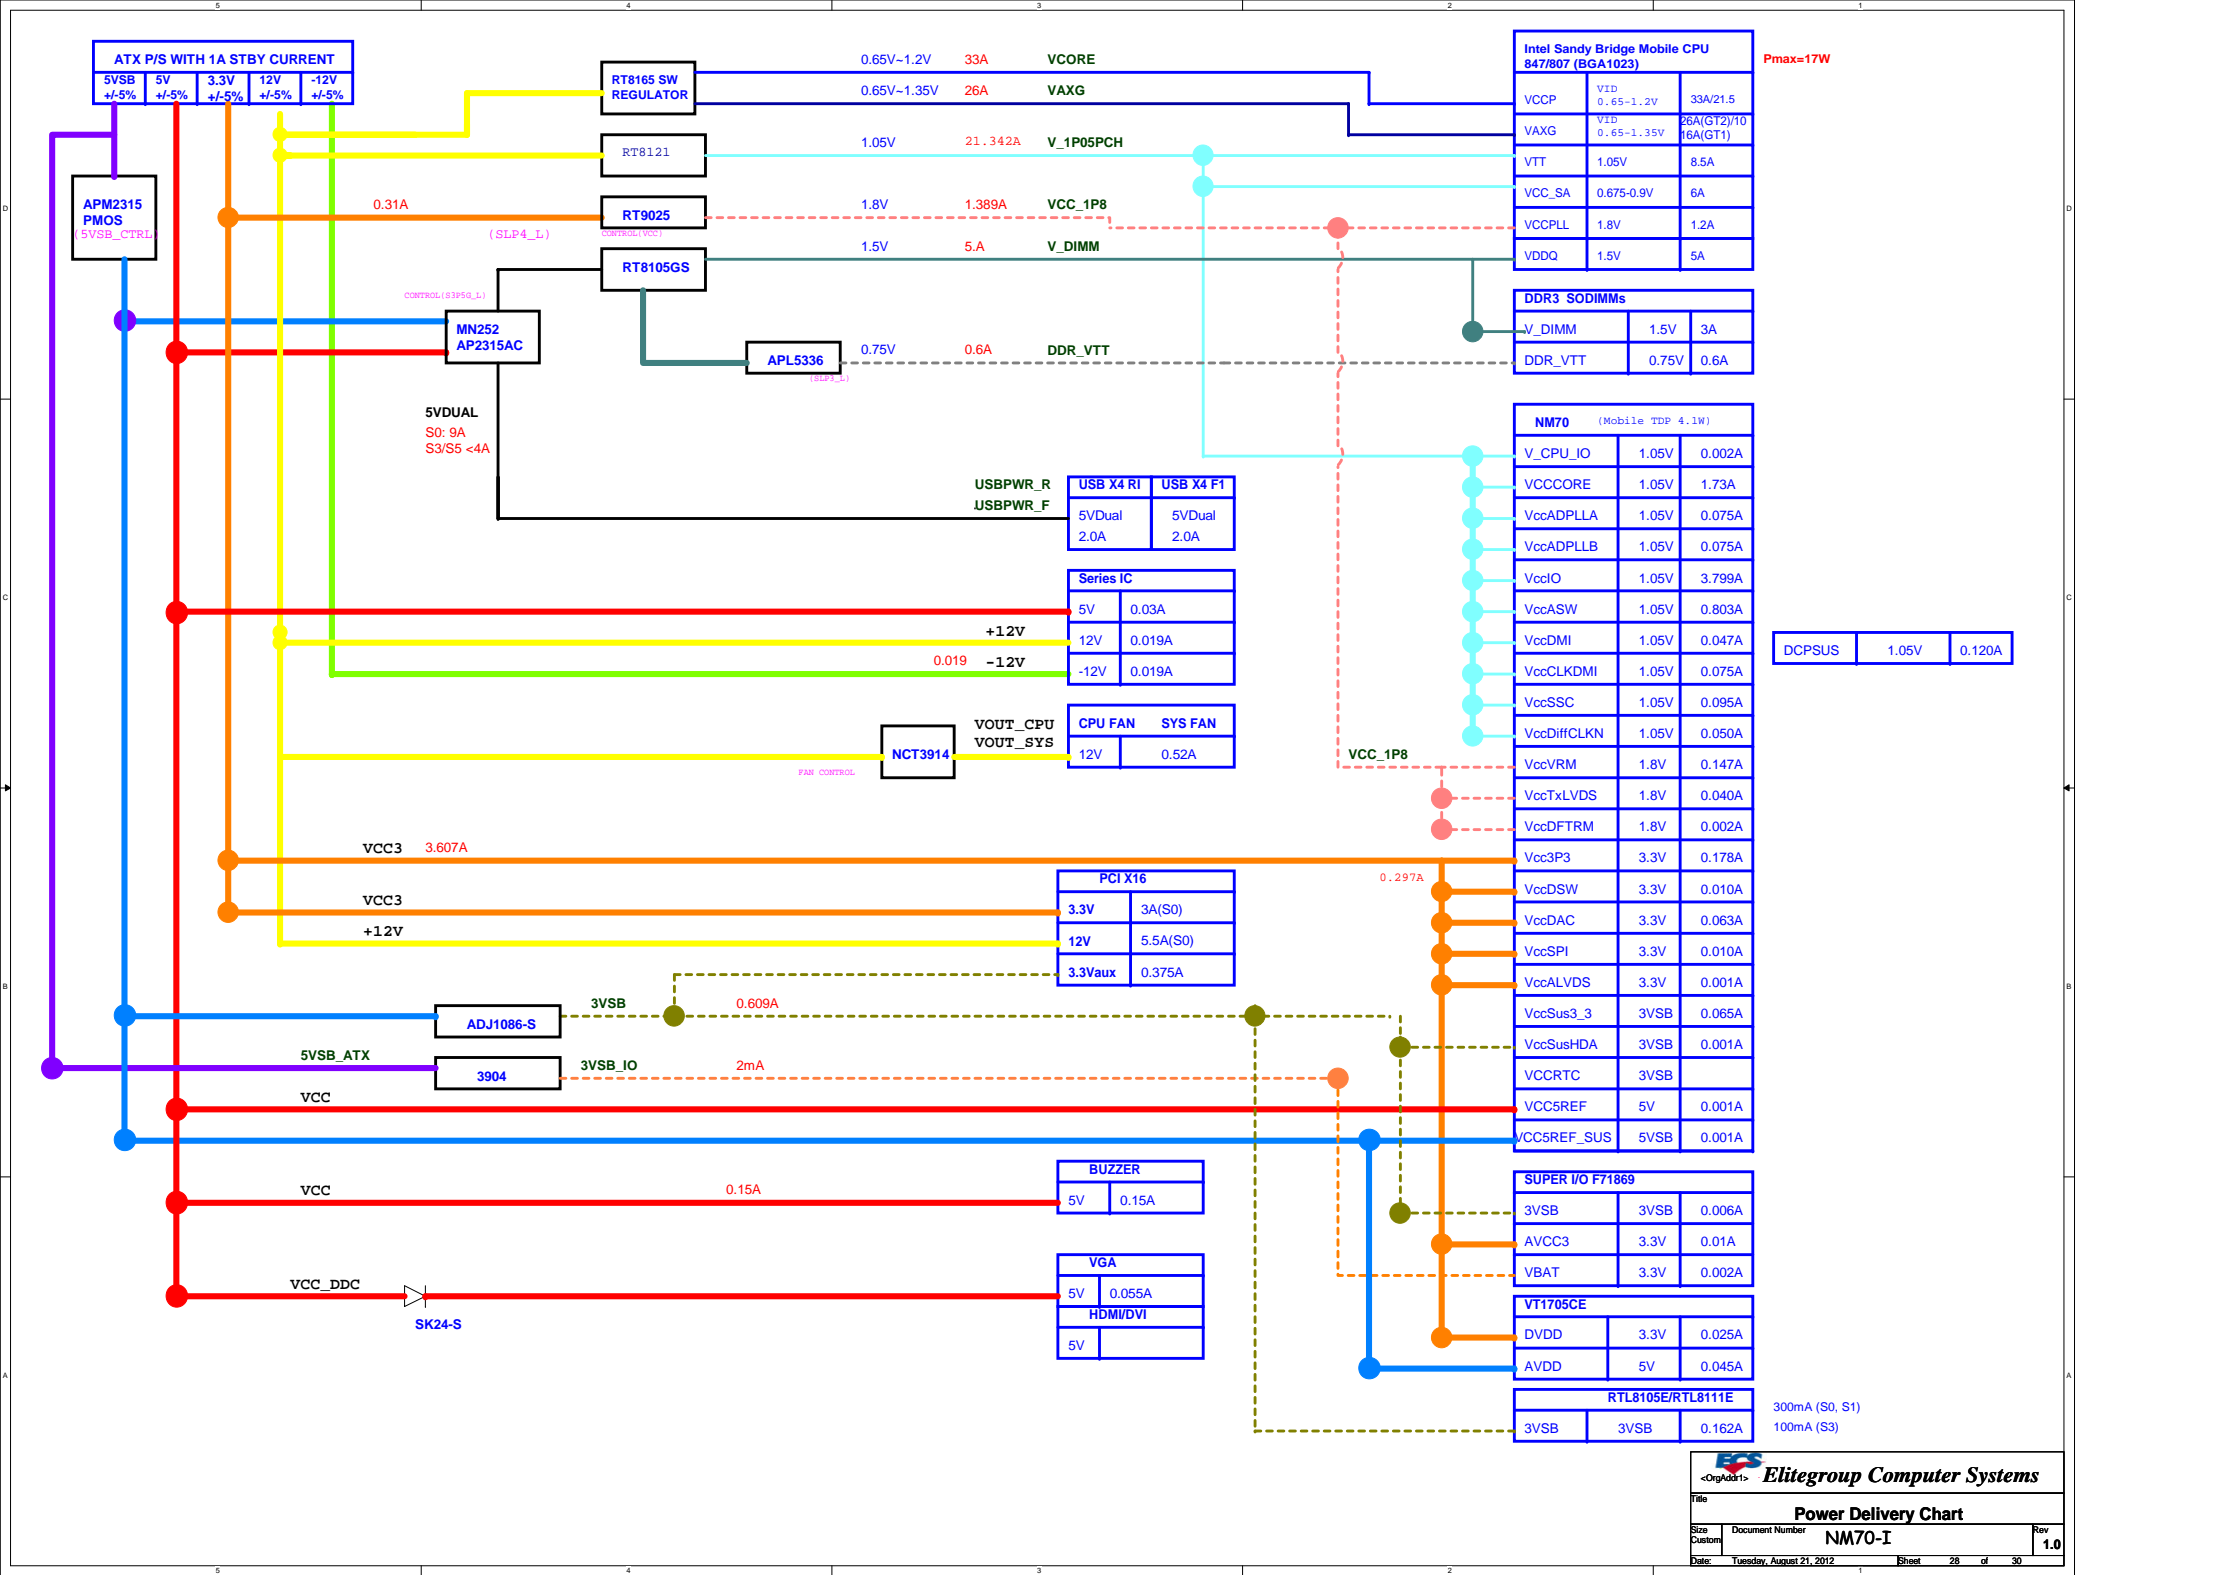 5 4 3 2 1
ATX P/S WITH 1A STBY CURRENT
5VSB 5V 3.3V 12V -12V
+/-5% +/-5% +/-5% +/-5% +/-5%
APM2315
PMOS
(5VSB_CTRL)
RT8165 SW
REGULATOR
0.65V~1.2V 33A VCORE
0.65V~1.35V 26A VAXG
RT8121
1.05V 21.342A V_1P05PCH
0.31A
RT9025
1.8V 1.389A VCC_1P8
(SLP4_L)
CONTROL(VCC)
RT8105GS
1.5V 5.A V_DIMM
CONTROL(S3P5G_L)
MN252
AP2315AC
APL5336
0.75V 0.6A DDR_VTT
(SLP3_L)
5VDUAL
S0: 9A
S3/S5 <4A
Intel Sandy Bridge Mobile CPU
847/807 (BGA1023)
Pmax=17W
VCCP VID 0.65-1.2V 33A/21.5
VAXG VID 0.65-1.35V 26A(GT2)/10 16A(GT1)
VTT 1.05V 8.5A
VCC_SA 0.675-0.9V 6A
VCCPLL 1.8V 1.2A
VDDQ 1.5V 5A
DDR3 SODIMMs
V_DIMM 1.5V 3A
DDR_VTT 0.75V 0.6A
USBPWR_R
USBPWR_F
USB X4 RI USB X4 F1
5VDual 5VDual
2.0A 2.0A
Series IC
5V 0.03A
+12V
12V 0.019A
0.019 -12V
-12V 0.019A
NCT3914
FAN CONTROL
VOUT_CPU
VOUT_SYS
CPU FAN SYS FAN
12V 0.52A
NM70 (Mobile TDP 4.1W)
V_CPU_IO 1.05V 0.002A
VCCCORE 1.05V 1.73A
VccADPLLA 1.05V 0.075A
VccADPLLB 1.05V 0.075A
VccIO 1.05V 3.799A
VccASW 1.05V 0.803A
VccDMI 1.05V 0.047A
VccCLKDMI 1.05V 0.075A
VccSSC 1.05V 0.095A
VccDiffCLKN 1.05V 0.050A
VCC_1P8
VccVRM 1.8V 0.147A
VccTxLVDS 1.8V 0.040A
VccDFTRM 1.8V 0.002A
Vcc3P3 3.3V 0.178A
VccDSW 3.3V 0.010A
VccDAC 3.3V 0.063A
VccSPI 3.3V 0.010A
VccALVDS 3.3V 0.001A
VccSus3_3 3VSB 0.065A
VccSusHDA 3VSB 0.001A
VCCRTC 3VSB
VCC5REF 5V 0.001A
VCC5REF_SUS 5VSB 0.001A
DCPSUS 1.05V 0.120A
VCC3 3.607A
0.297A
VCC3
+12V
PCI X16
3.3V 3A(S0)
12V 5.5A(S0)
3.3Vaux 0.375A
ADJ1086-S
3VSB 0.609A
5VSB_ATX
3904
3VSB_IO 2mA
VCC
VCC 0.15A
BUZZER
5V 0.15A
VCC_DDC
SK24-S
VGA
5V 0.055A
HDMI/DVI
5V
SUPER I/O F71869
3VSB 3VSB 0.006A
AVCC3 3.3V 0.01A
VBAT 3.3V 0.002A
VT1705CE
DVDD 3.3V 0.025A
AVDD 5V 0.045A
RTL8105E/RTL8111E
3VSB 3VSB 0.162A
300mA (S0, S1)
100mA (S3)
ECS
<OrgAddr1>
Elitegroup Computer Systems
Title
Power Delivery Chart
Size
Custom
Document Number
NM70-I
Rev
1.0
Date: Tuesday, August 21, 2012 Sheet 28 of 30
D D
C C
B B
A A
5 4 3 2 1